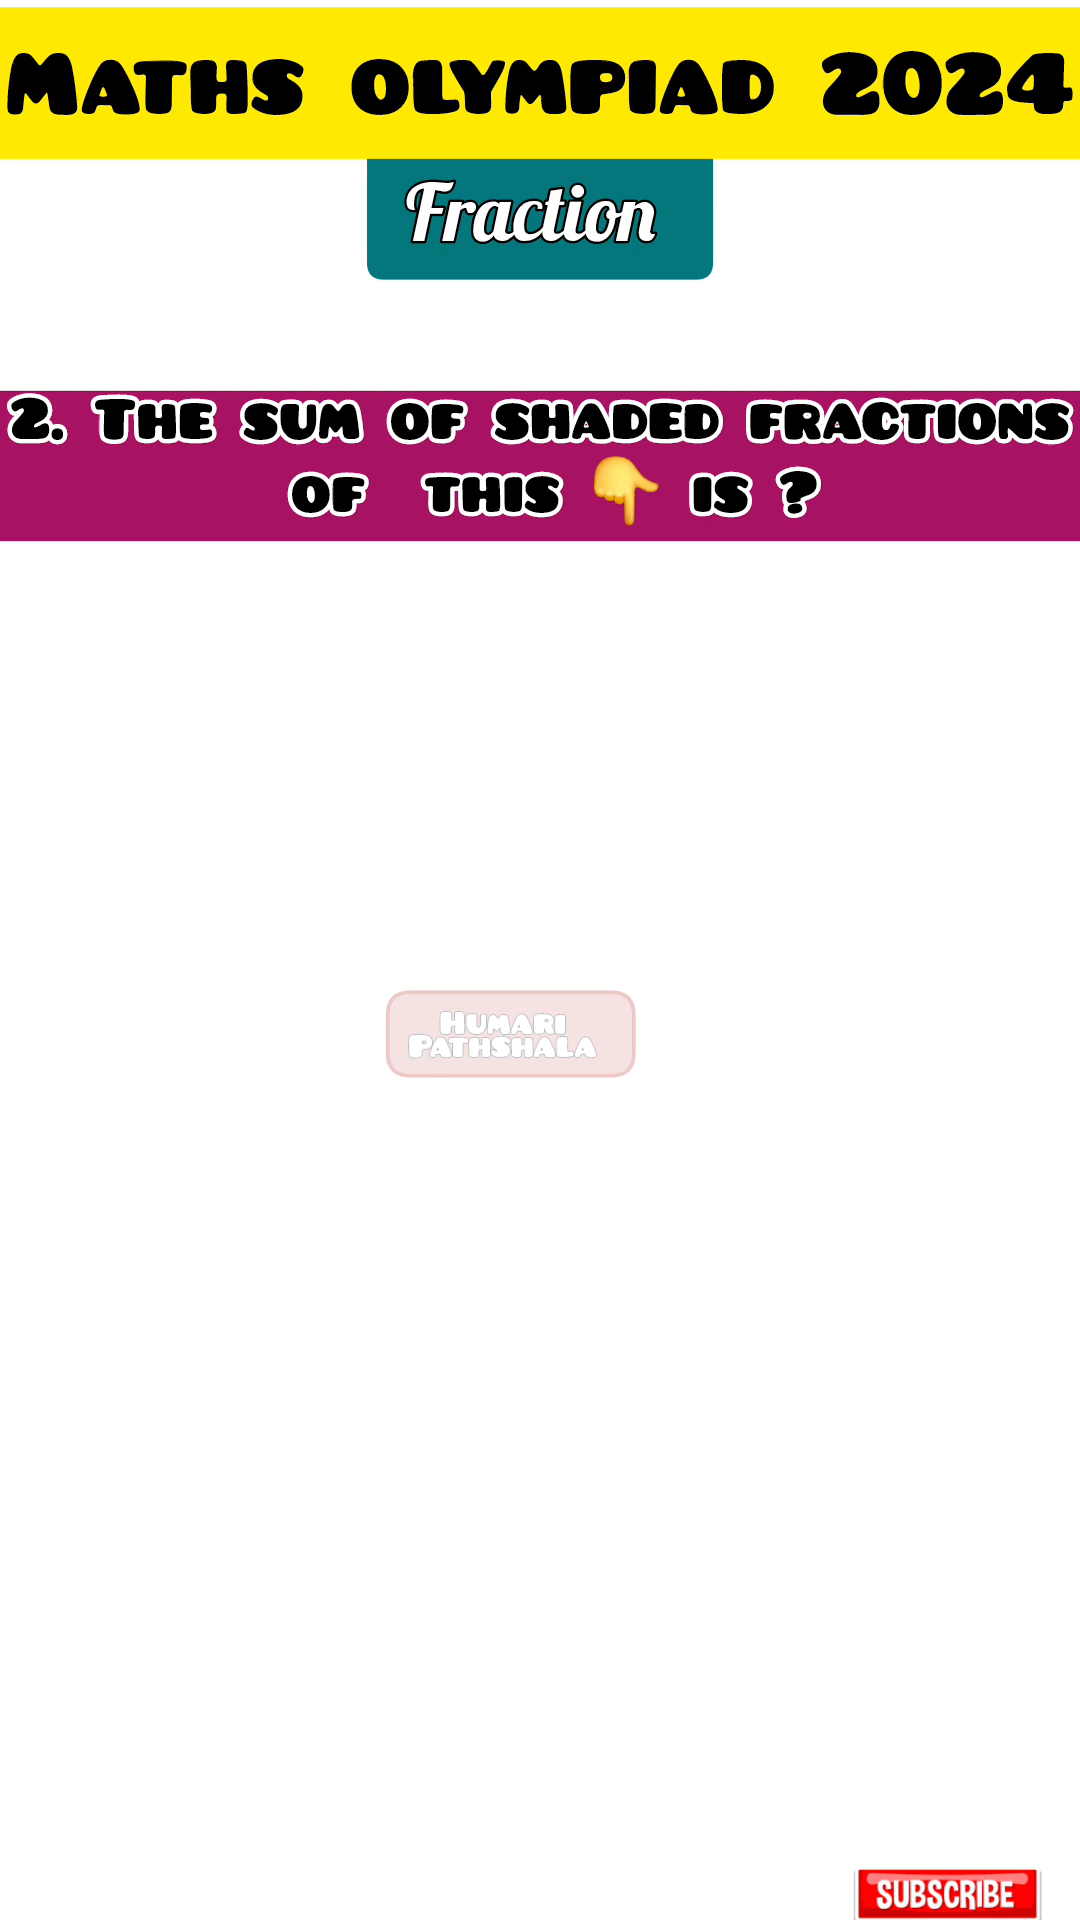 Maths olympiad 2024
Fraction
2. The sum of shaded fractions
of this 👇 is ?
Humari
Pathshala
SUBSCRIBE